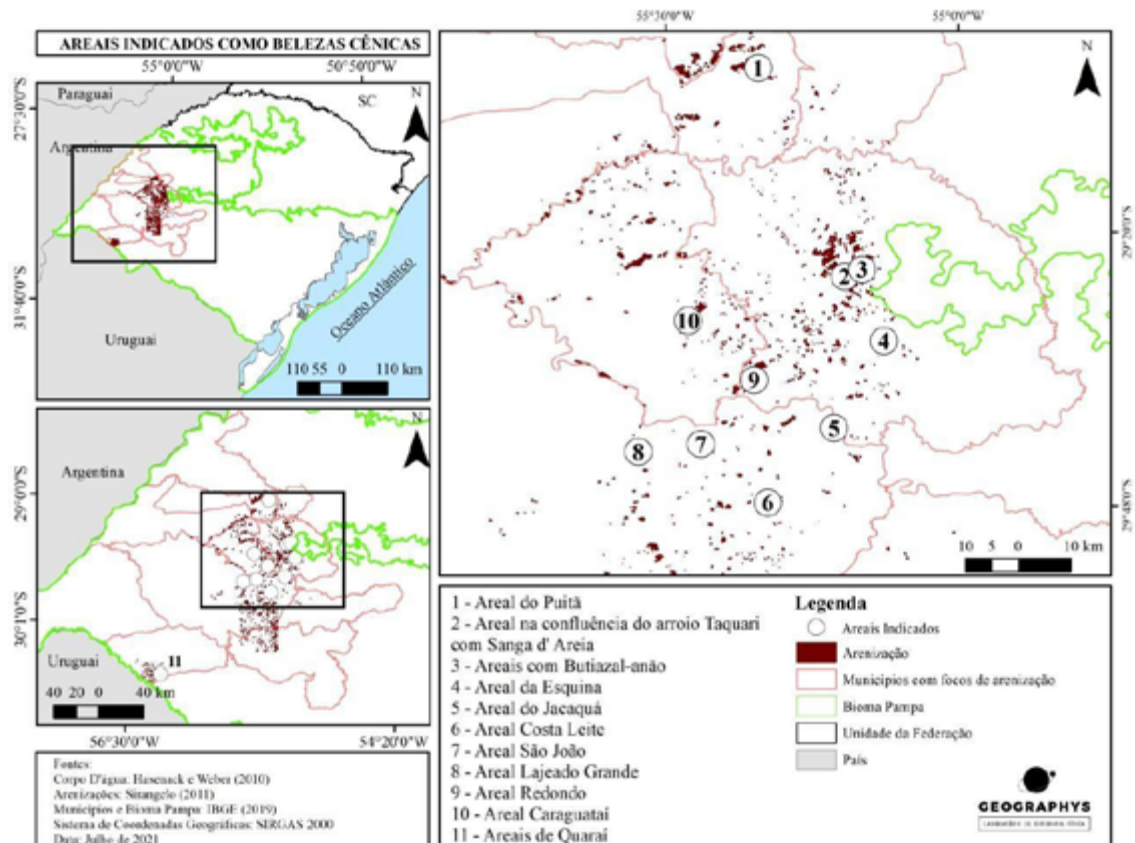 AREAIS INDICADOS COMO BELEZAS CÊNICAS
55°0'0"W 50°50'0"W
27°30'0"S
31°40'0"S
Paraguai
SC
N
Argentina
Uruguai
Oceano Atlântico
110 55 0 110 km
N
Argentina
29°0'0"S
30°1'0"S
Uruguai
11
40 20 0 40 km
56°30'0"W 54°20'0"W
Fontes:
Corpo D'água: Hasenack e Weber (2010)
Arenizações: Sirangelo (2011)
Municípios e Bioma Pampa: IBGE (2019)
Sistema de Coordenadas Geográficas: SIRGAS 2000
Data: Julho de 2021
55°30'0"W 55°0'0"W
N
29°20'0"S
29°48'0"S
1
2 3
10
4
9
5
7
8
6
10 5 0 10 km
1 - Areal do Puitã
2 - Areal na confluência do arroio Taquari
com Sanga d' Areia
3 - Areais com Butiazal-anão
4 - Areal da Esquina
5 - Areal do Jacaquá
6 - Areal Costa Leite
7 - Areal São João
8 - Areal Lajeado Grande
9 - Areal Redondo
10 - Areal Caraguataí
11 - Areais de Quaraí
Legenda
Areais Indicados
Arenização
Municípios com focos de arenização
Bioma Pampa
Unidade da Federação
País
GEOGRAPHYS